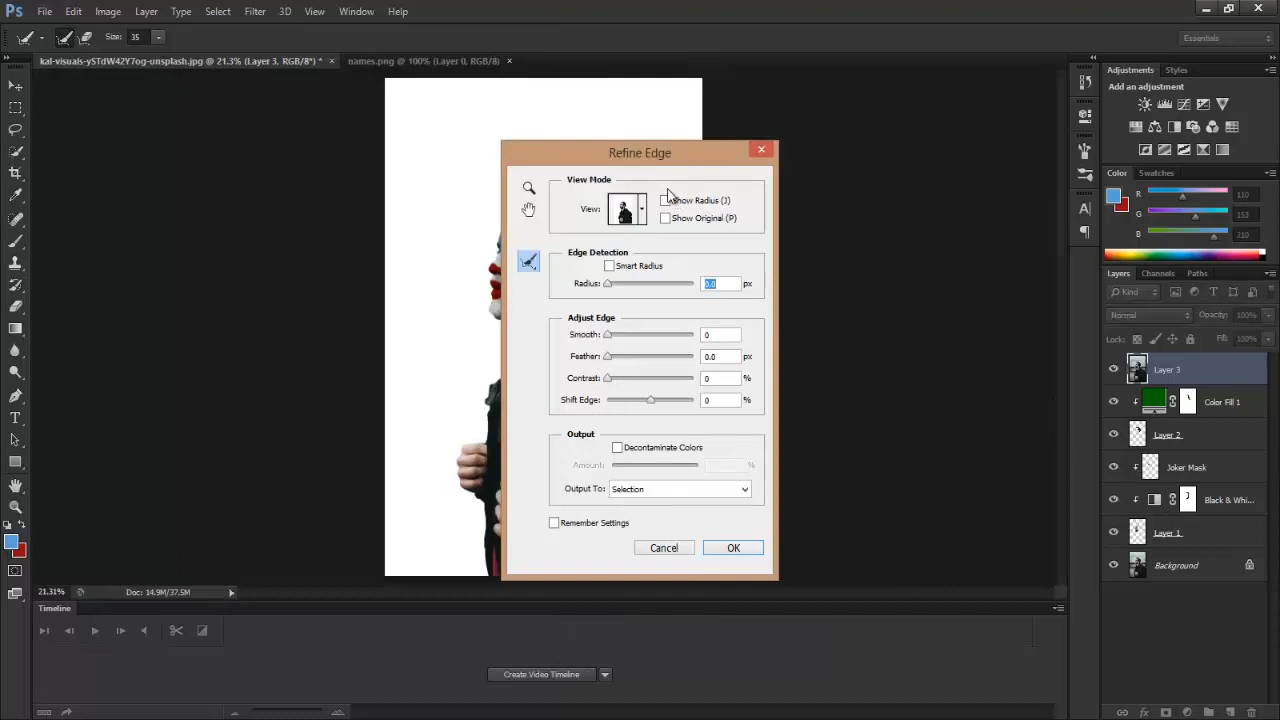 Ps File Edit Image Layer Type Select Filter 3D View Window Help
Size: 35 Essentials
kal-visuals-ySTdW42Y7og-unsplash.jpg @ 21.3% (Layer 3, RGB/8*) * × names.png @ 100% (Layer 0, RGB/8) ×
Adjustments Styles
Add an adjustment
Color Swatches
R 110
G 153
B 210
Layers Channels Paths
Kind
Normal Opacity: 100%
Lock: Fill: 100%
Layer 3
Color Fill 1
Layer 2
Joker Mask
Black & Whi...
Layer 1
Background
Refine Edge
View Mode
View: Show Radius (J)
Show Original (P)
Edge Detection
Smart Radius
Radius: 0.0 px
Adjust Edge
Smooth: 0
Feather: 0.0 px
Contrast: 0 %
Shift Edge: 0 %
Output
Decontaminate Colors
Amount: %
Output To: Selection
Remember Settings
Cancel OK
21.31% Doc: 14.9M/37.5M
Timeline
Create Video Timeline